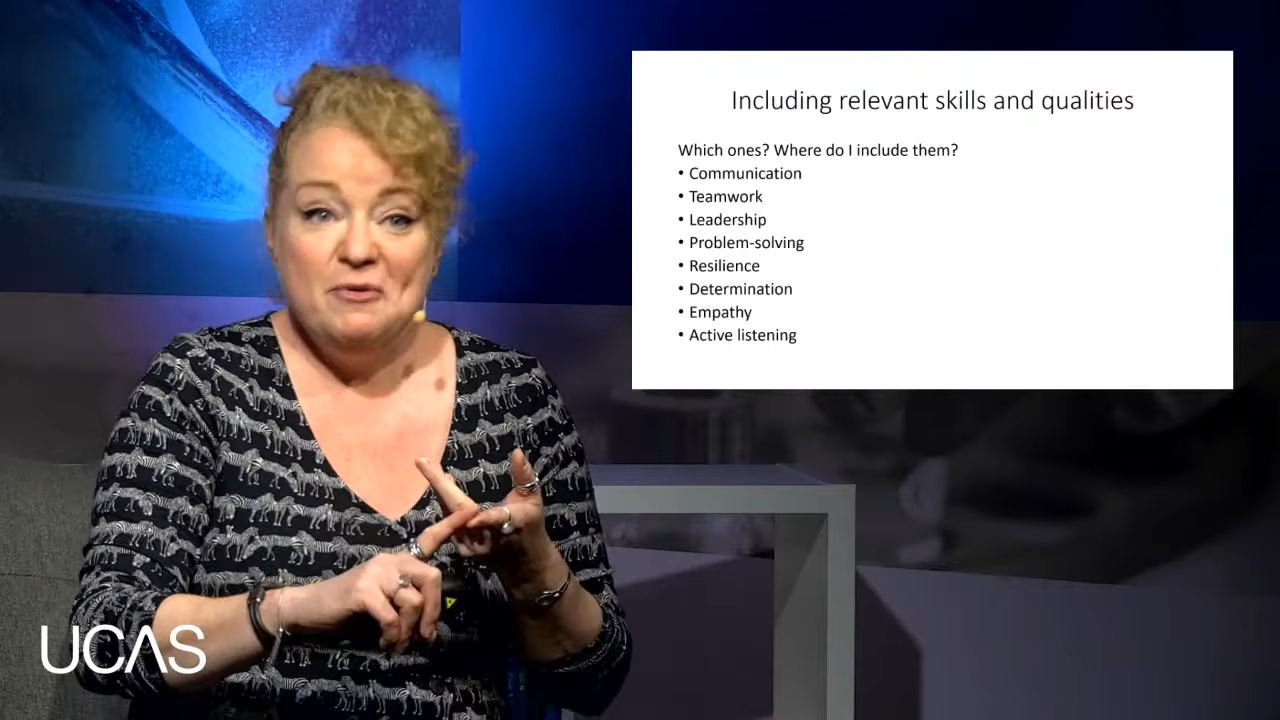 Including relevant skills and qualities
Which ones? Where do I include them?
• Communication
• Teamwork
• Leadership
• Problem-solving
• Resilience
• Determination
• Empathy
• Active listening
UCAS